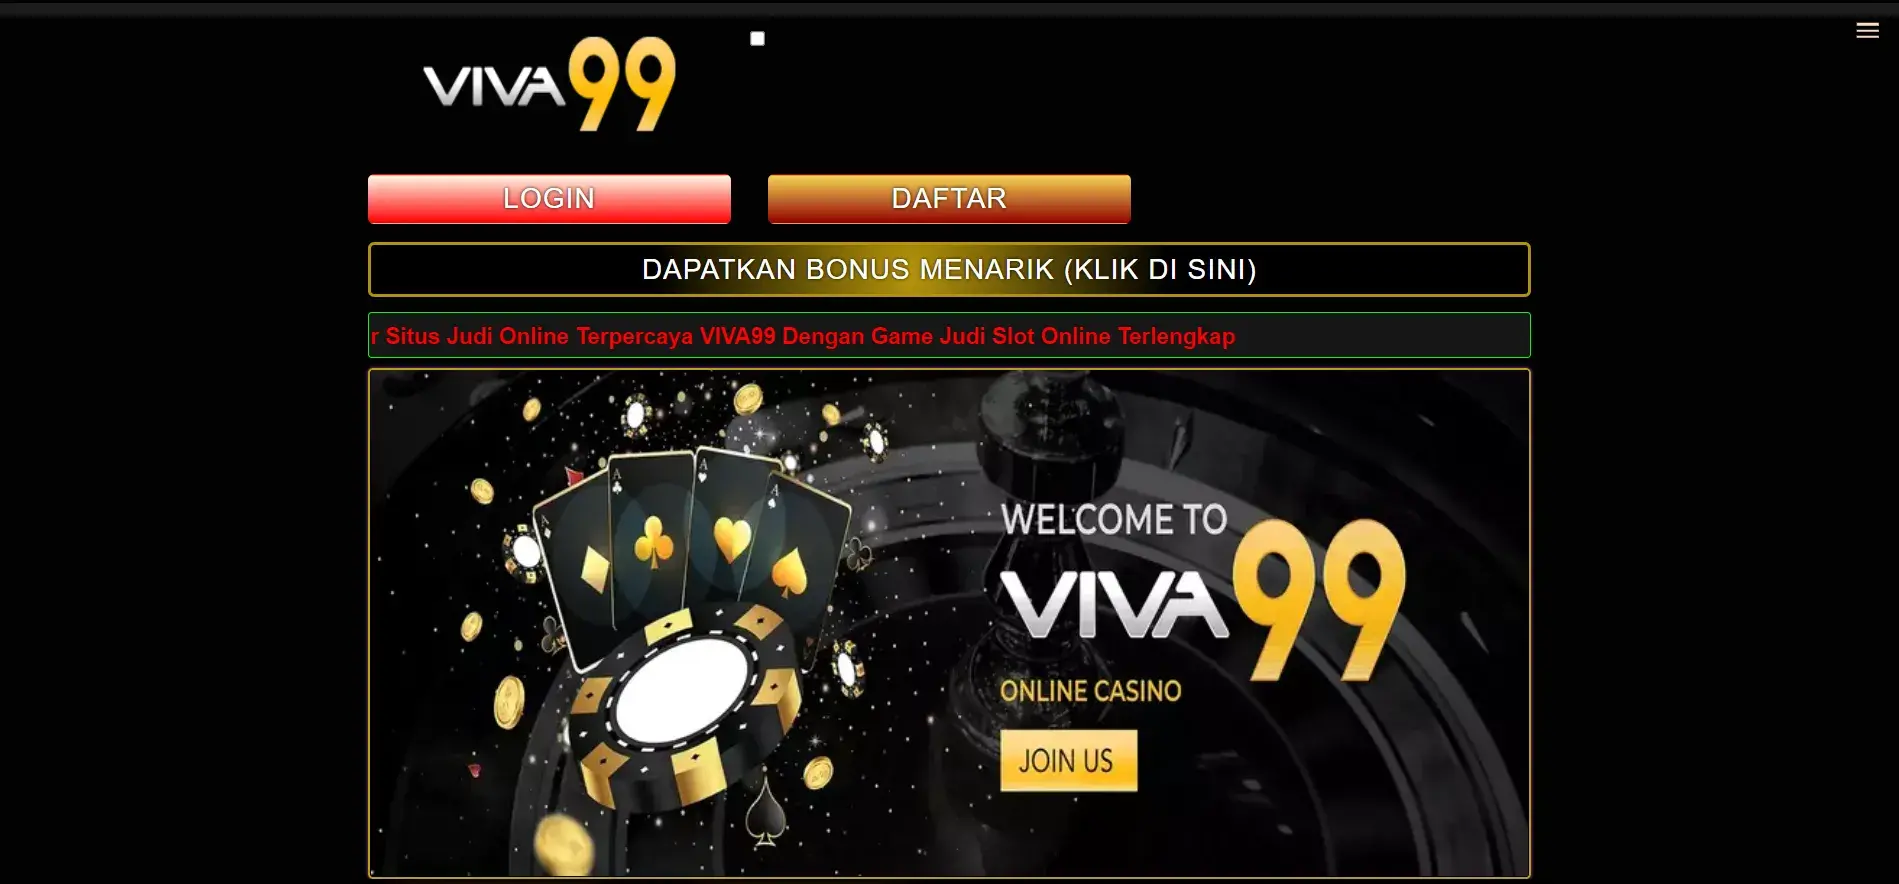 VIVA99
LOGIN
DAFTAR
DAPATKAN BONUS MENARIK (KLIK DI SINI)
r Situs Judi Online Terpercaya VIVA99 Dengan Game Judi Slot Online Terlengkap
A
A
A
A
WELCOME TO
VIVA99
ONLINE CASINO
JOIN US